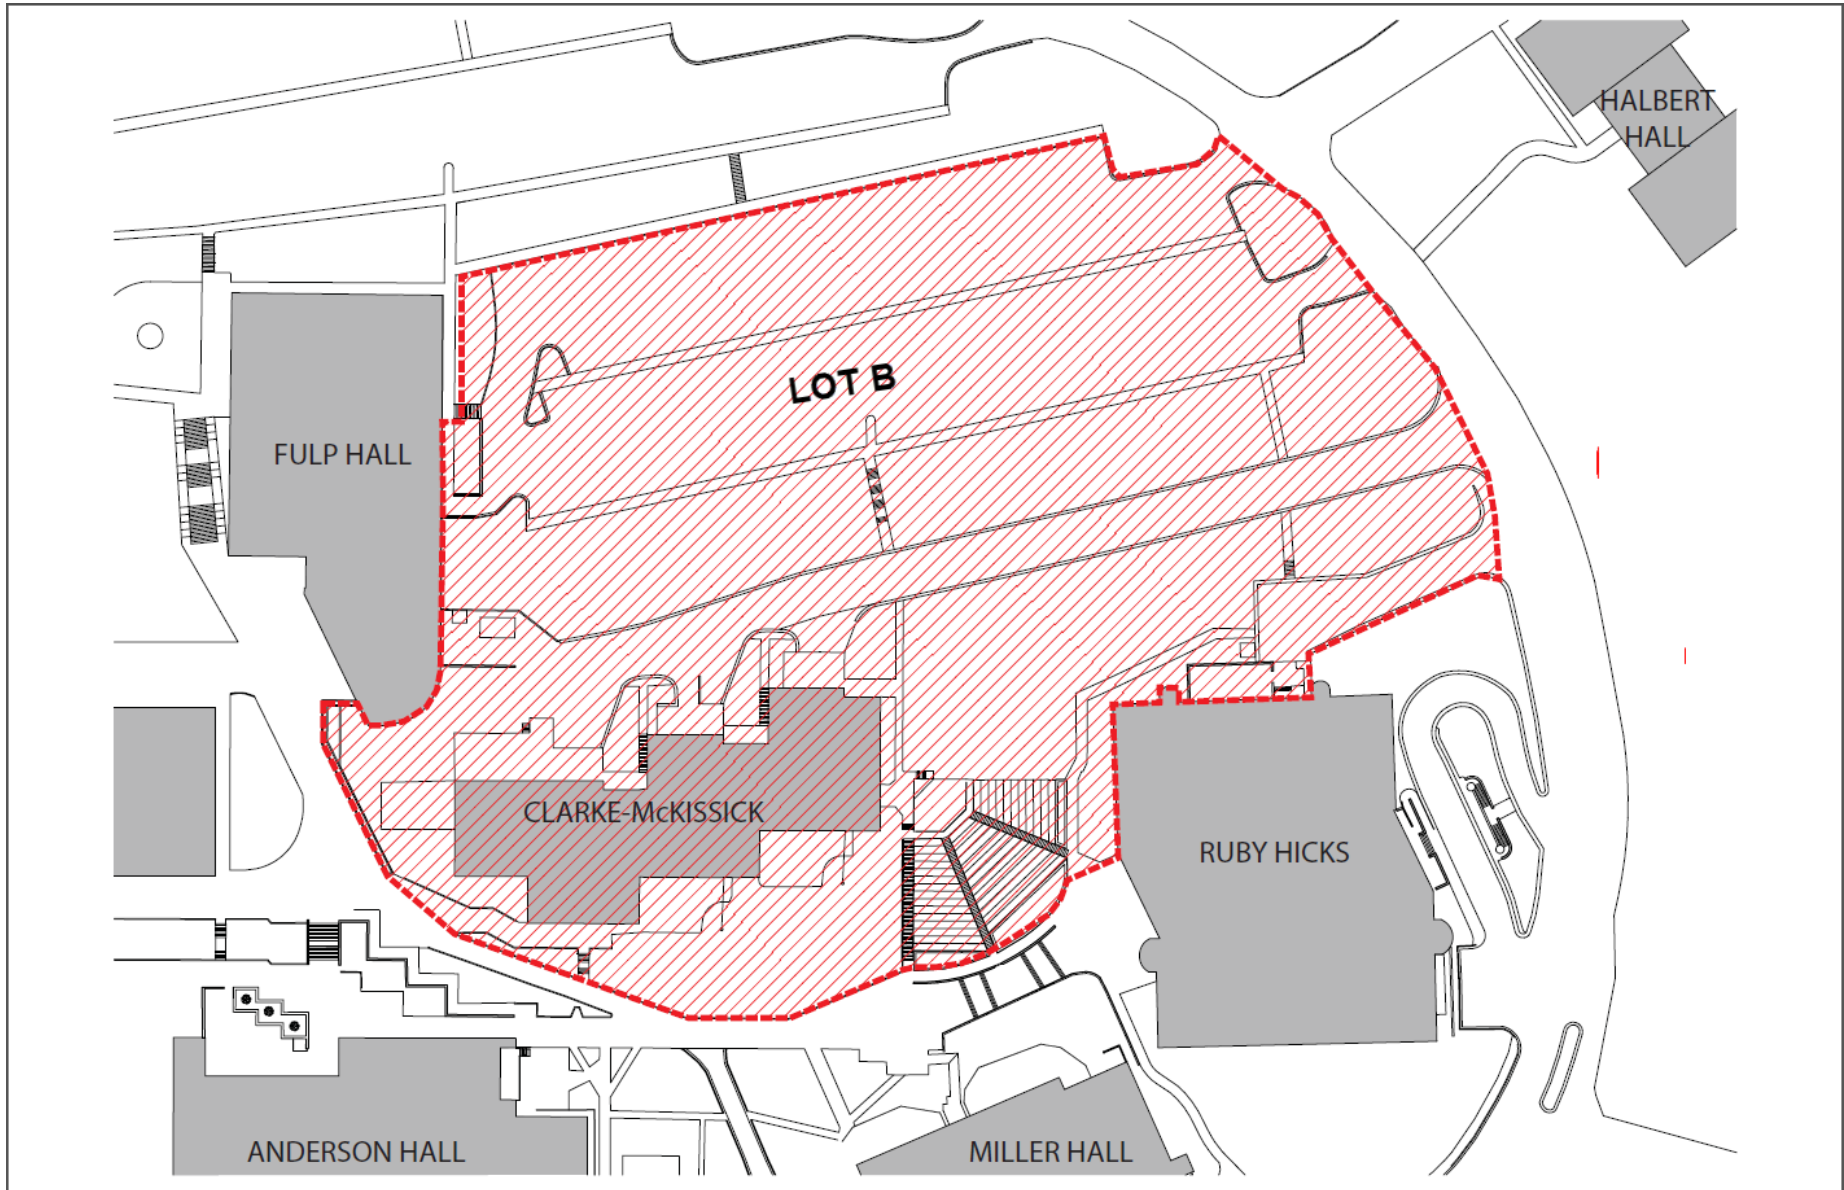 HALBERT
HALL
LOT B
FULP HALL
CLARKE-McKISSICK
RUBY HICKS
ANDERSON HALL
MILLER HALL